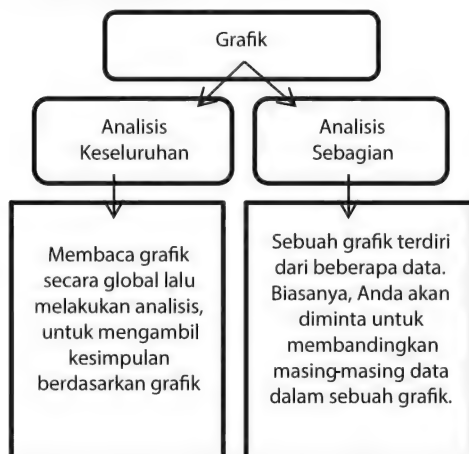 Grafik
Analisis
Keseluruhan
Analisis
Sebagian
Membaca grafik
secara global lalu
melakukan analisis,
untuk mengambil
kesimpulan
berdasarkan grafik
Sebuah grafik terdiri
dari beberapa data.
Biasanya, Anda akan
diminta untuk
membandingkan
masing-masing data
dalam sebuah grafik.